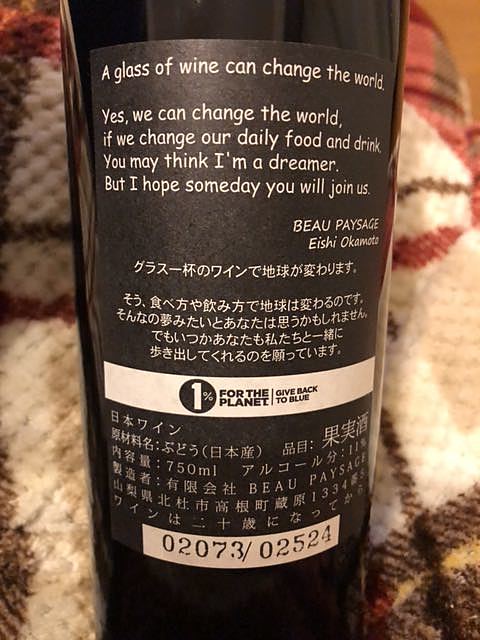 A glass of wine can change the world.
Yes, we can change the world,
if we change our daily food and drink.
You may think I'm a dreamer.
But I hope someday you will join us.
BEAU PAYSAGE
Eishi Okamoto
グラス一杯のワインで地球が変わります。
そう、食べ方や飲み方で地球は変わるのです。
そんなの夢みたいとあなたは思うかもしれません。
でもいつかあなたも私たちと一緒に
歩き出してくれるのを願っています。
1% FOR THE PLANET GIVE BACK TO BLUE
日本ワイン
原材料名：ぶどう(日本産) 品目：果実酒
内容量：750ml アルコール分：11%
製造者：有限会社 BEAU PAYSAGE
山梨県北杜市高根町蔵原1334番
ワインは二十歳になってから
02073/02524